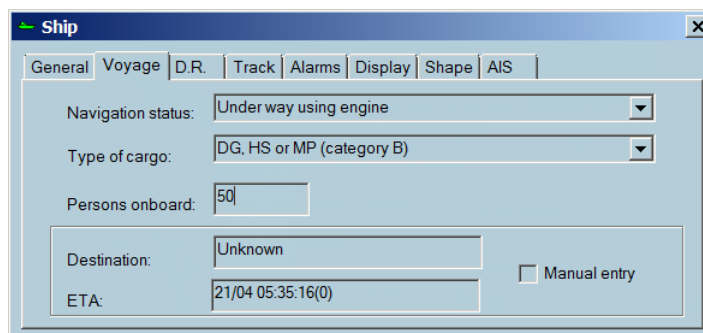 Ship
General Voyage D.R. Track Alarms Display Shape AIS
Navigation status: Under way using engine
Type of cargo: DG, HS or MP (category B)
Persons onboard: 50
Destination: Unknown
Manual entry
ETA: 21/04 05:35:16(0)